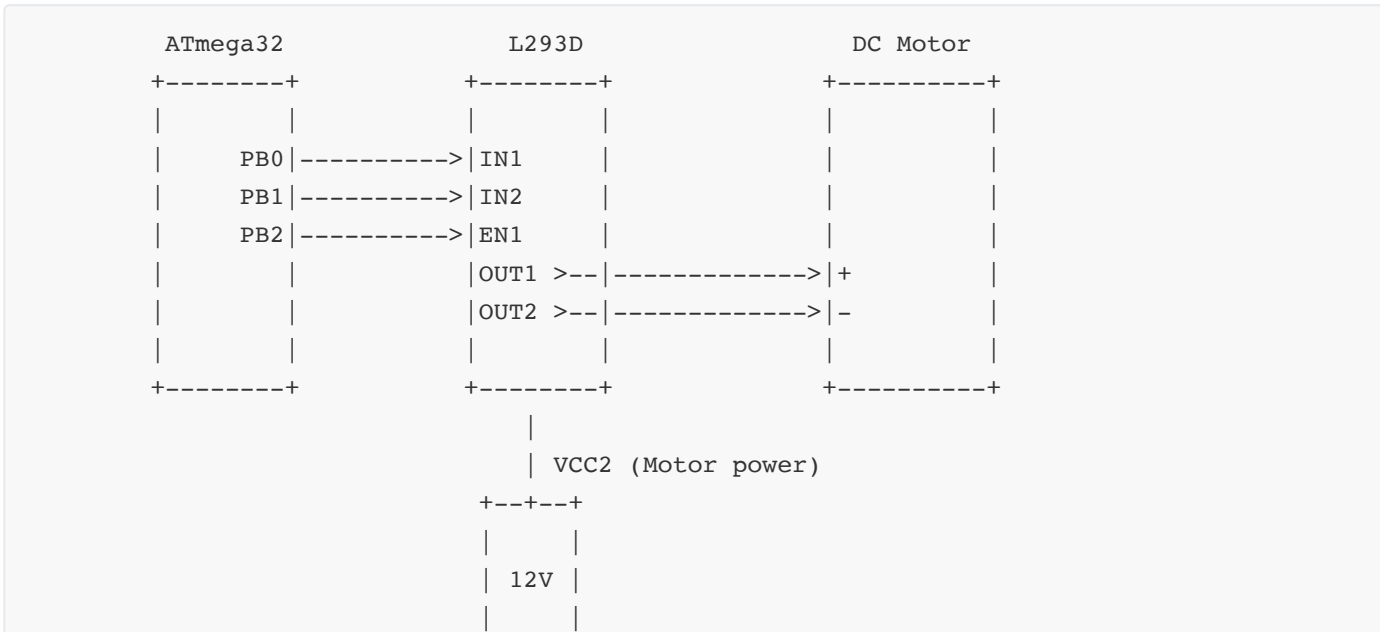 ATmega32 L293D DC Motor
+--------+ +--------+ +----------+
| | | | | |
| PB0|---------->|IN1 | | |
| PB1|---------->|IN2 | | |
| PB2|---------->|EN1 | | |
| | |OUT1 >--|------------->|+ |
| | |OUT2 >--|------------->|- |
| | | | | |
+--------+ +--------+ +----------+
|
| VCC2 (Motor power)
+--+--+
| |
| 12V |
| |